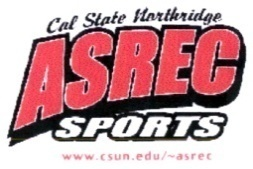 Cal State Northridge
ASREC
SPORTS
www.csun.edu/~asrec